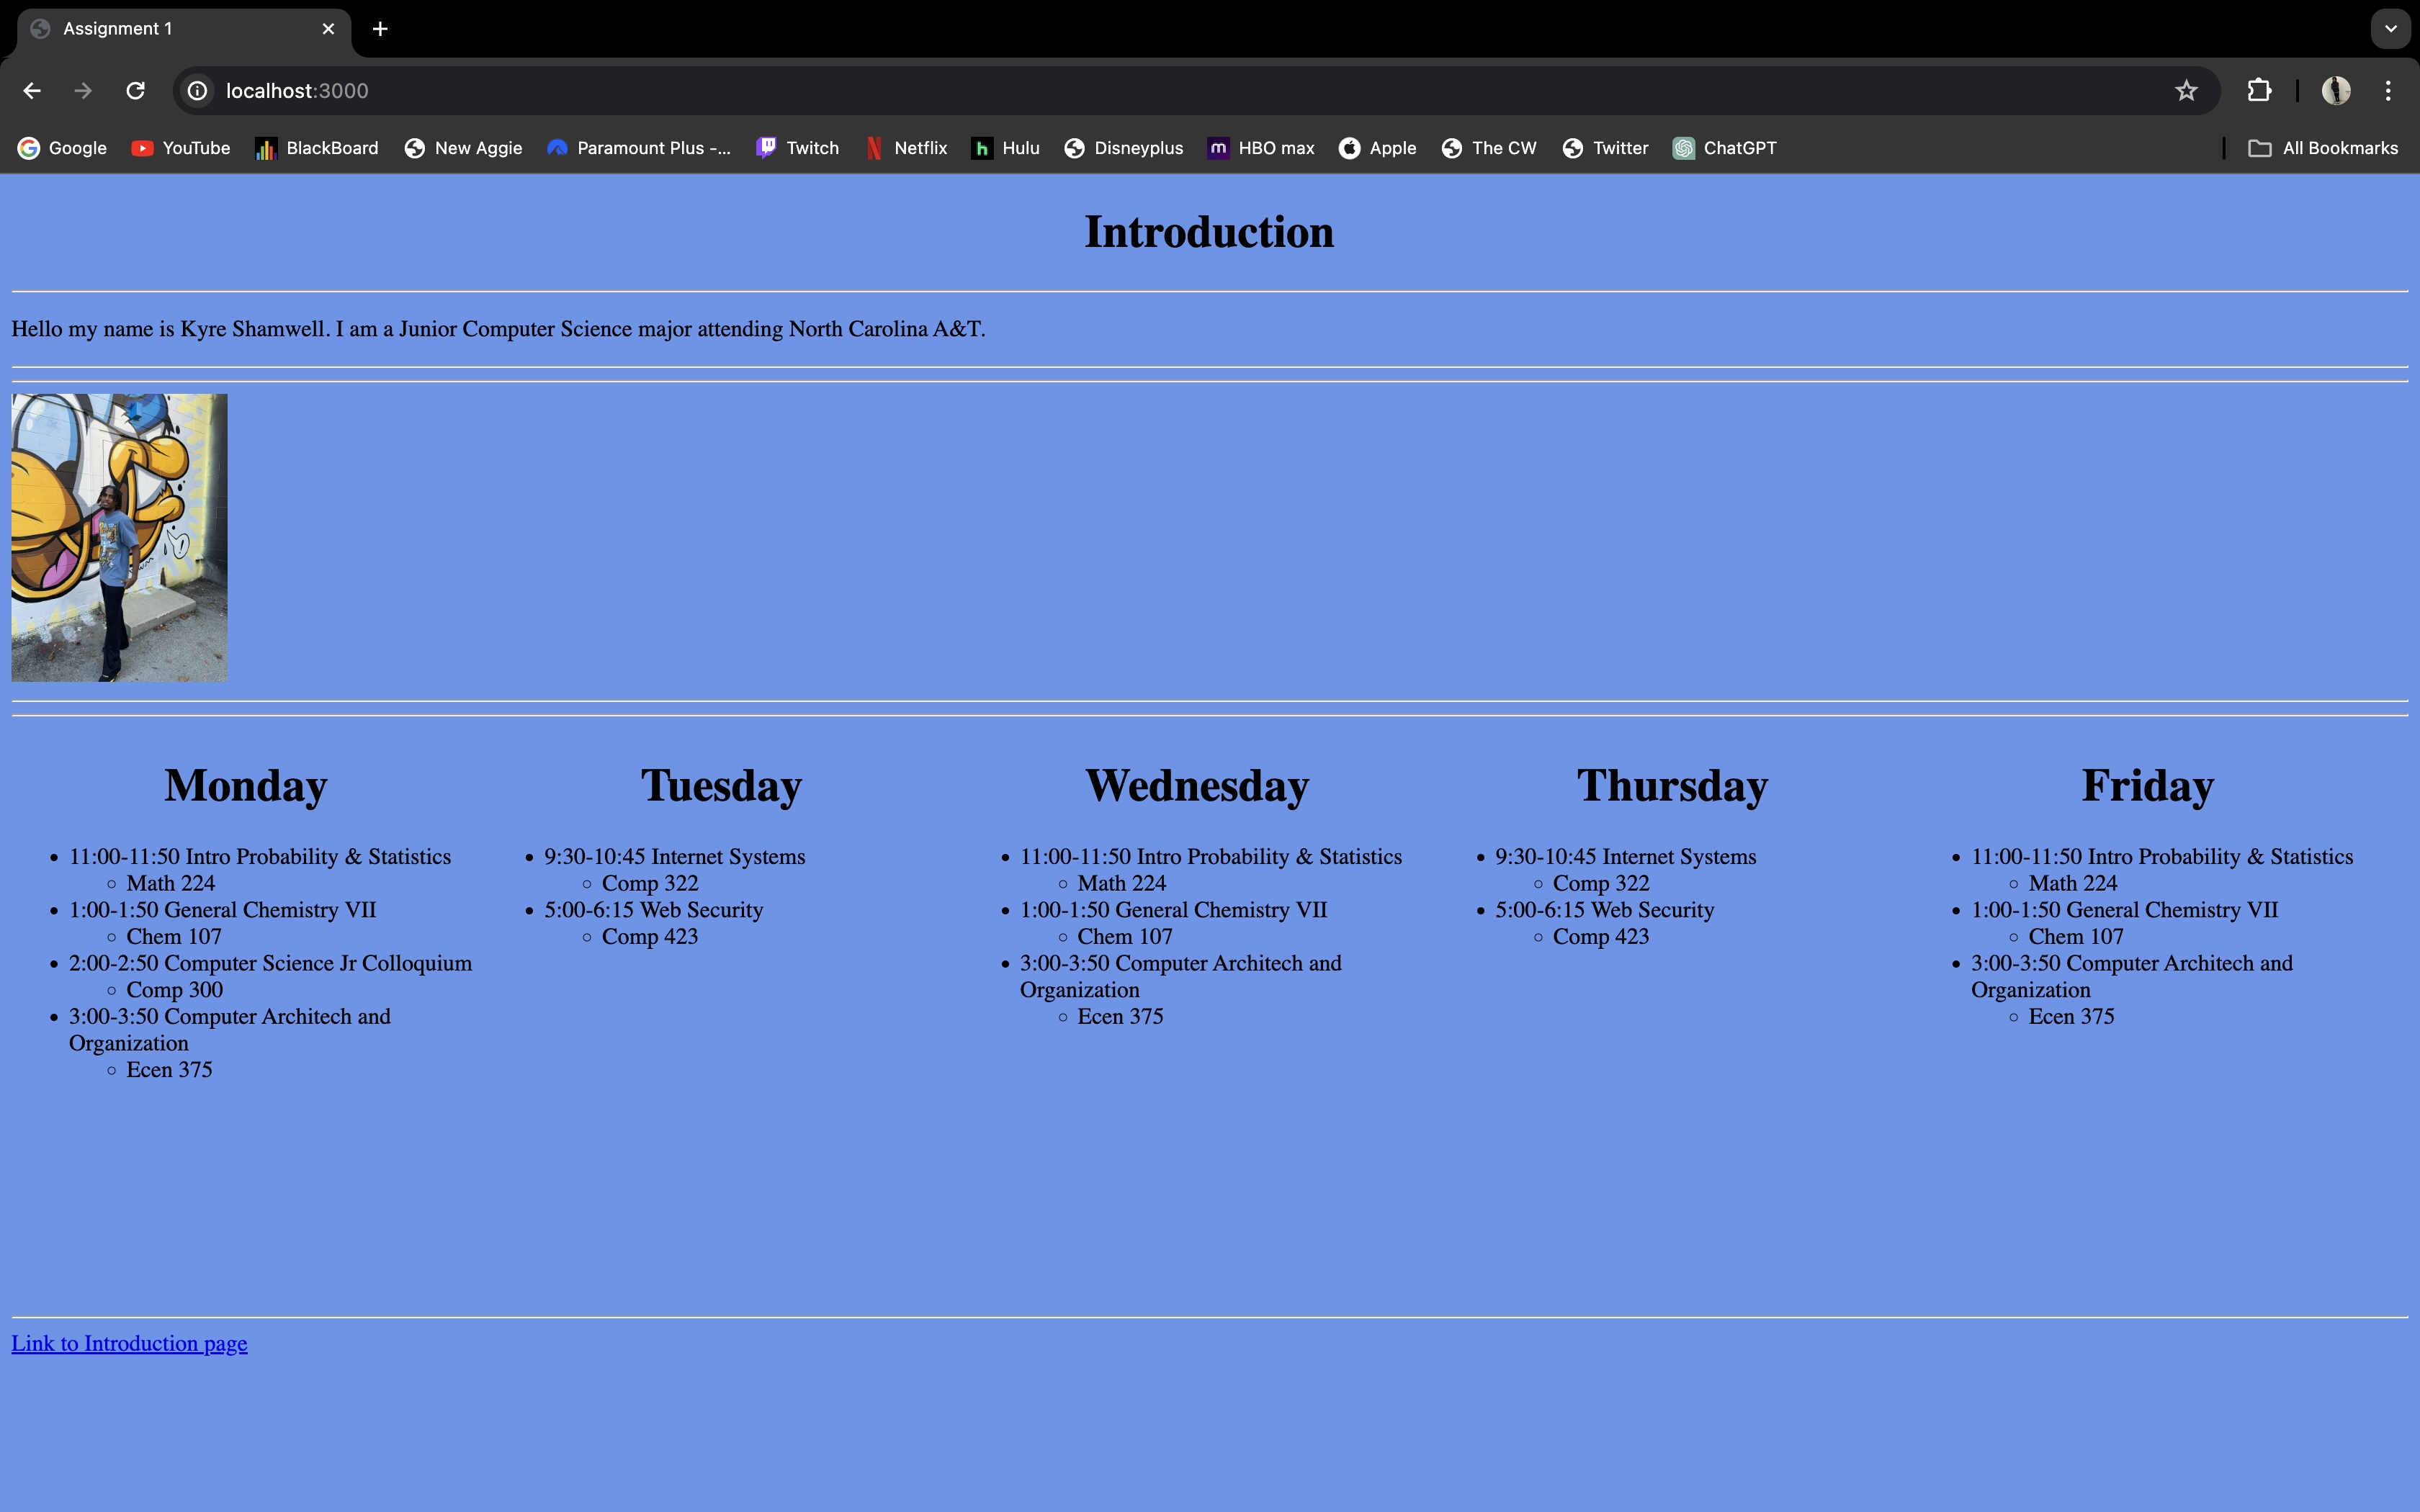 Assignment 1
localhost:3000
Google YouTube BlackBoard New Aggie Paramount Plus -... Twitch Netflix Hulu Disneyplus HBO max Apple The CW Twitter ChatGPT All Bookmarks
Introduction
Hello my name is Kyre Shamwell. I am a Junior Computer Science major attending North Carolina A&T.
Monday
11:00-11:50 Intro Probability & Statistics
Math 224
1:00-1:50 General Chemistry VII
Chem 107
2:00-2:50 Computer Science Jr Colloquium
Comp 300
3:00-3:50 Computer Architech and
Organization
Ecen 375
Tuesday
9:30-10:45 Internet Systems
Comp 322
5:00-6:15 Web Security
Comp 423
Wednesday
11:00-11:50 Intro Probability & Statistics
Math 224
1:00-1:50 General Chemistry VII
Chem 107
3:00-3:50 Computer Architech and
Organization
Ecen 375
Thursday
9:30-10:45 Internet Systems
Comp 322
5:00-6:15 Web Security
Comp 423
Friday
11:00-11:50 Intro Probability & Statistics
Math 224
1:00-1:50 General Chemistry VII
Chem 107
3:00-3:50 Computer Architech and
Organization
Ecen 375
Link to Introduction page